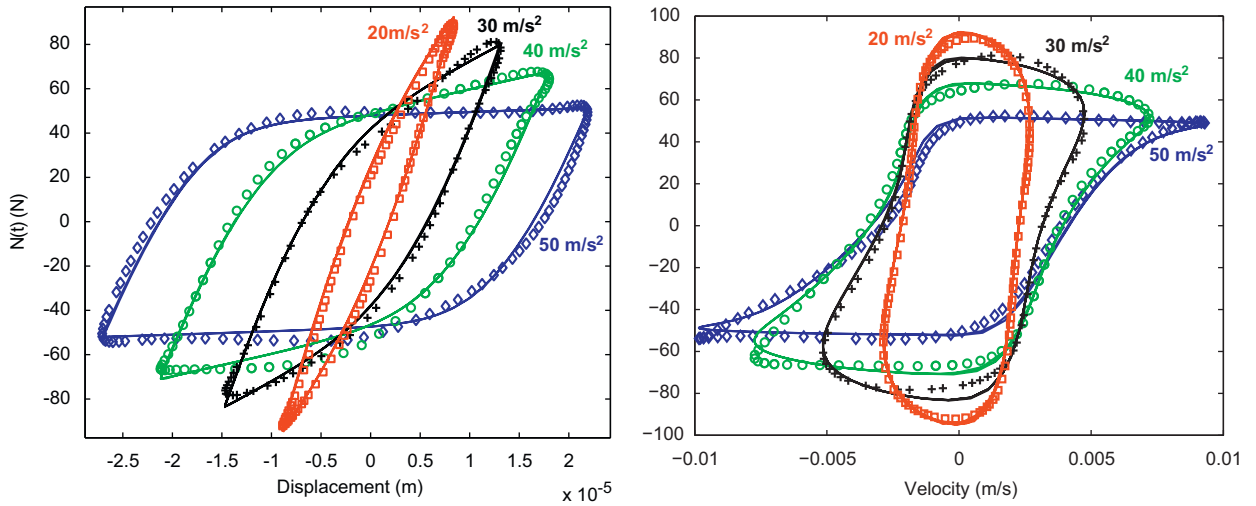 20m/s²
30 m/s²
40 m/s²
50 m/s²
N(t) (N)
80
60
40
20
0
-20
-40
-60
-80
-2.5
-2
-1.5
-1
-0.5
0
0.5
1
1.5
2
Displacement (m)
x 10⁻⁵
20 m/s²
30 m/s²
40 m/s²
50 m/s²
100
80
60
40
20
0
−20
−40
−60
−80
−100
−0.01
−0.005
0
0.005
0.01
Velocity (m/s)